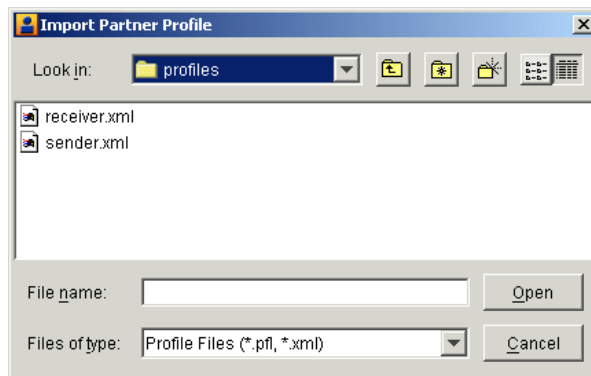 Import Partner Profile
Look in: profiles
receiver.xml
sender.xml
File name: Open
Files of type: Profile Files (*.pfl, *.xml) Cancel